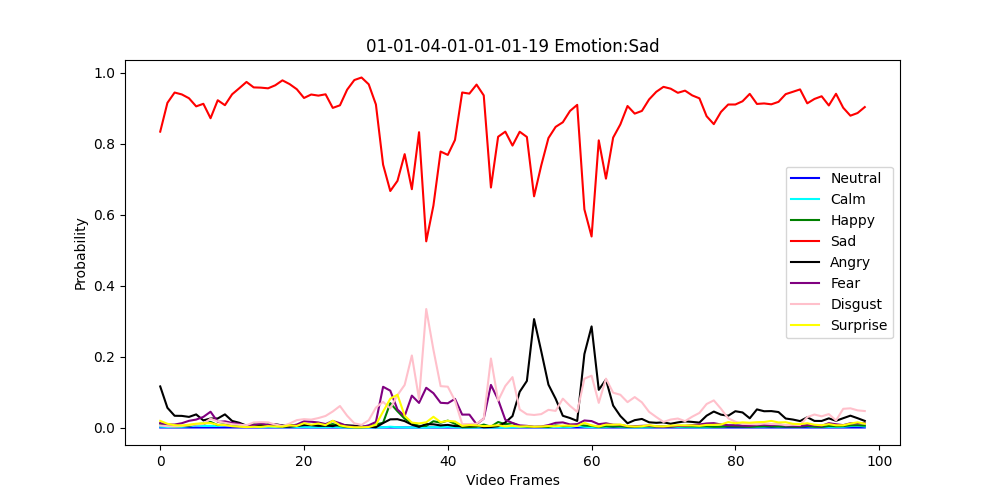 01-01-04-01-01-01-19 Emotion:Sad
1.0
0.8
0.6
0.4
0.2
0.0
Probability
0 20 40 60 80 100
Video Frames
Neutral
Calm
Happy
Sad
Angry
Fear
Disgust
Surprise